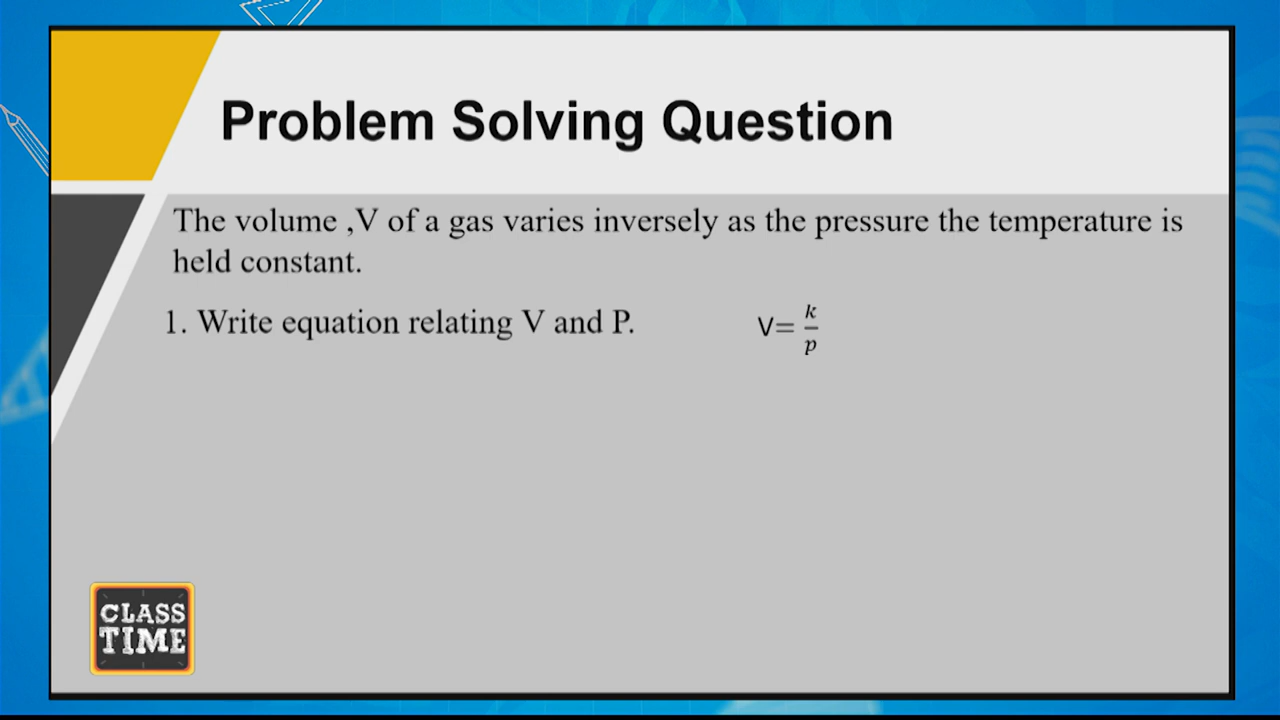 Problem Solving Question
The volume ,V of a gas varies inversely as the pressure the temperature is
held constant.
1. Write equation relating V and P.
V= k/p
CLASS
TIME